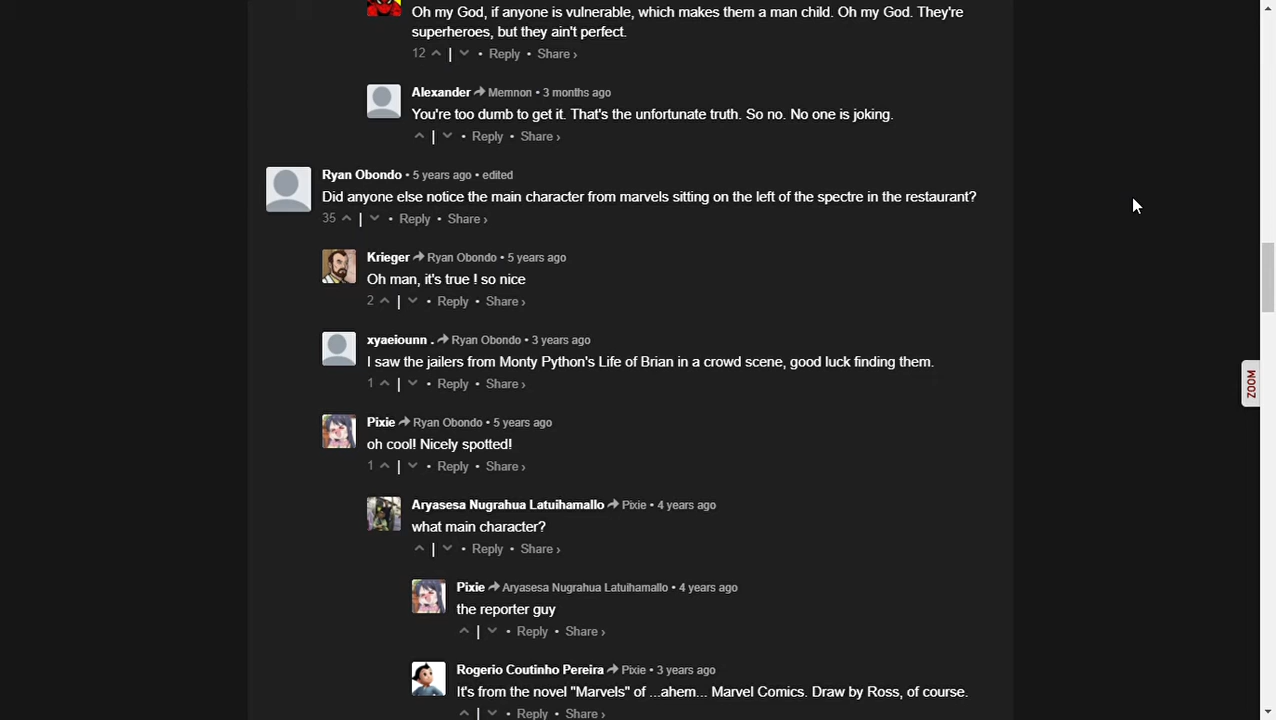 Oh my God, if anyone is vulnerable, which makes them a man child. Oh my God. They're
superheroes, but they ain't perfect.
12 | • Reply • Share ›
Alexander Memnon • 3 months ago
You're too dumb to get it. That's the unfortunate truth. So no. No one is joking.
| • Reply • Share ›
Ryan Obondo • 5 years ago • edited
Did anyone else notice the main character from marvels sitting on the left of the spectre in the restaurant?
35 | • Reply • Share ›
Krieger Ryan Obondo • 5 years ago
Oh man, it's true ! so nice
2 | • Reply • Share ›
xyaeiounn . Ryan Obondo • 3 years ago
I saw the jailers from Monty Python's Life of Brian in a crowd scene, good luck finding them.
1 | • Reply • Share ›
ZOOM
Pixie Ryan Obondo • 5 years ago
oh cool! Nicely spotted!
1 | • Reply • Share ›
Aryasesa Nugrahua Latuihamallo Pixie • 4 years ago
what main character?
| • Reply • Share ›
Pixie Aryasesa Nugrahua Latuihamallo • 4 years ago
the reporter guy
| • Reply • Share ›
Rogerio Coutinho Pereira Pixie • 3 years ago
It's from the novel "Marvels" of ...ahem... Marvel Comics. Draw by Ross, of course.
| • Reply • Share ›